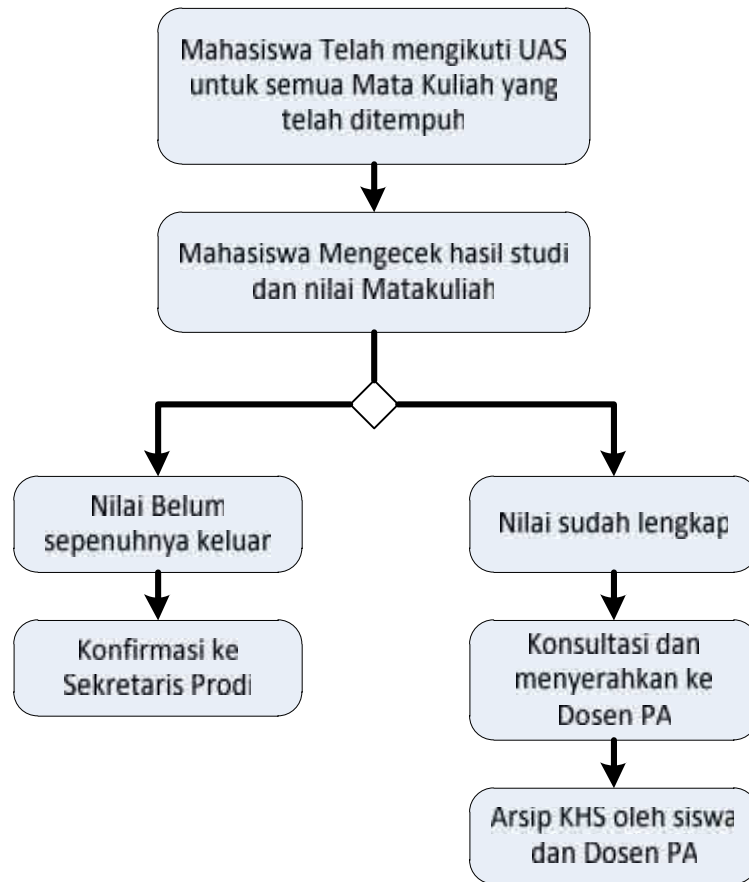 Mahasiswa Telah mengikuti UAS
untuk semua Mata Kuliah yang
telah ditempuh
Mahasiswa Mengecek hasil studi
dan nilai Matakuliah
Nilai Belum
sepenuhnya keluar
Konfirmasi ke
Sekretaris Prodi
Nilai sudah lengkap
Konsultasi dan
menyerahkan ke
Dosen PA
Arsip KHS oleh siswa
dan Dosen PA